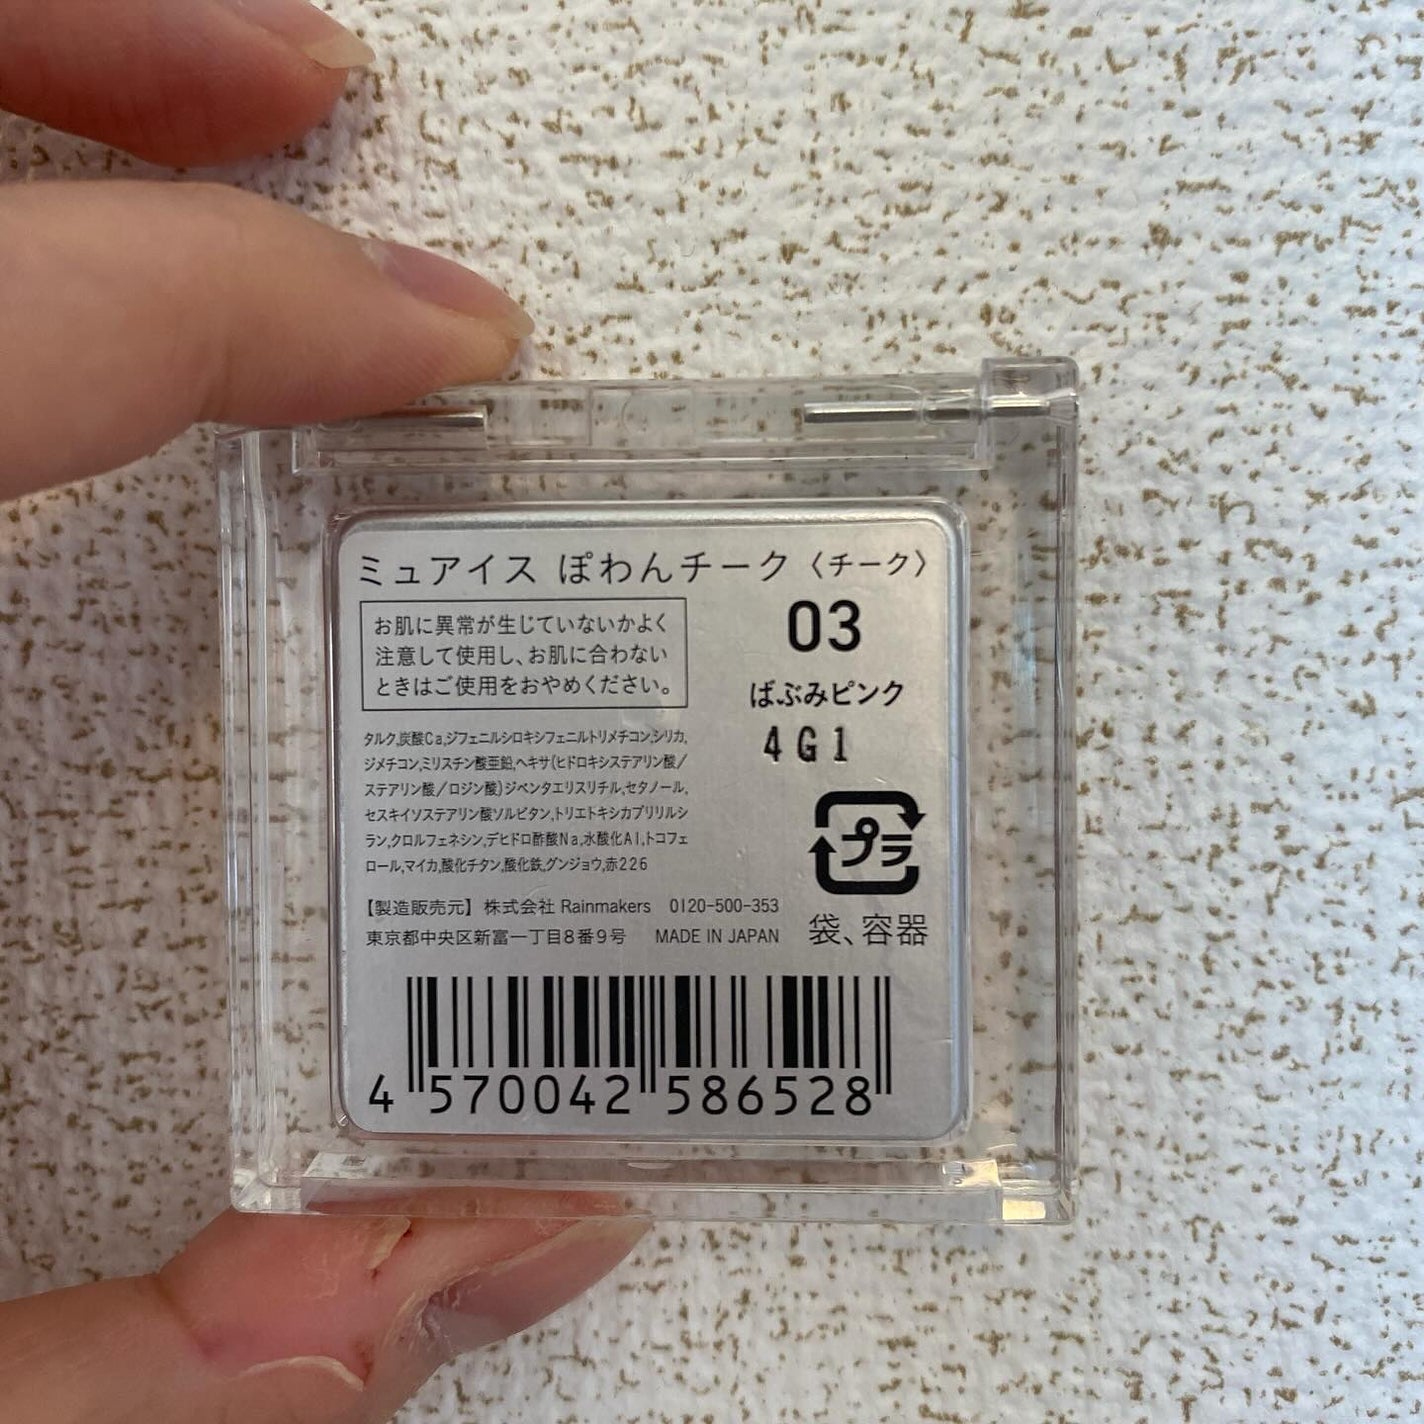 ミュアイス ぽわんチーク〈チーク〉
お肌に異常が生じていないかよく
注意して使用し、お肌に合わない
ときはご使用をおやめください。
03
ばぶみピンク
4G1
タルク,炭酸Ca,ジフェニルシロキシフェニルトリメチコン,シリカ,
ジメチコン,ミリスチン酸亜鉛,ヘキサ(ヒドロキシステアリン酸/
ステアリン酸/ロジン酸)ジペンタエリスリチル,セタノール,
セスキイソステアリン酸ソルビタン,トリエトキシカプリリルシ
ラン,クロルフェネシン,デヒドロ酢酸Na,水酸化Al,トコフェ
ロール,マイカ,酸化チタン,酸化鉄,グンジョウ,赤226
プラ
袋、容器
【製造販売元】 株式会社 Rainmakers 0120-500-353
東京都中央区新富一丁目8番9号 MADE IN JAPAN
4 570042 586528